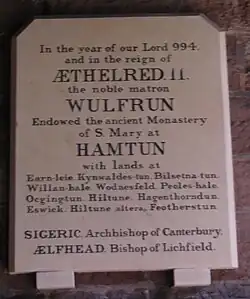 In the year of our Lord 994.
and in the reign of
ÆTHELRED.II.
the noble matron
WULFRUN
Endowed the ancient Monastery
of S. Mary at
HAMTUN
with lands at
Earn-leie. Kynwaldes-tun. Bilsetna-tun.
Willan-hale. Wodnesfeld. Peoles-hale.
Ocgingtun. Hiltune. Hagenthorndun.
Eswick. Hiltune altera. Feotherstun.
SIGERIC. Archbishop of Canterbury.
ÆLFHEAD. Bishop of Lichfield.